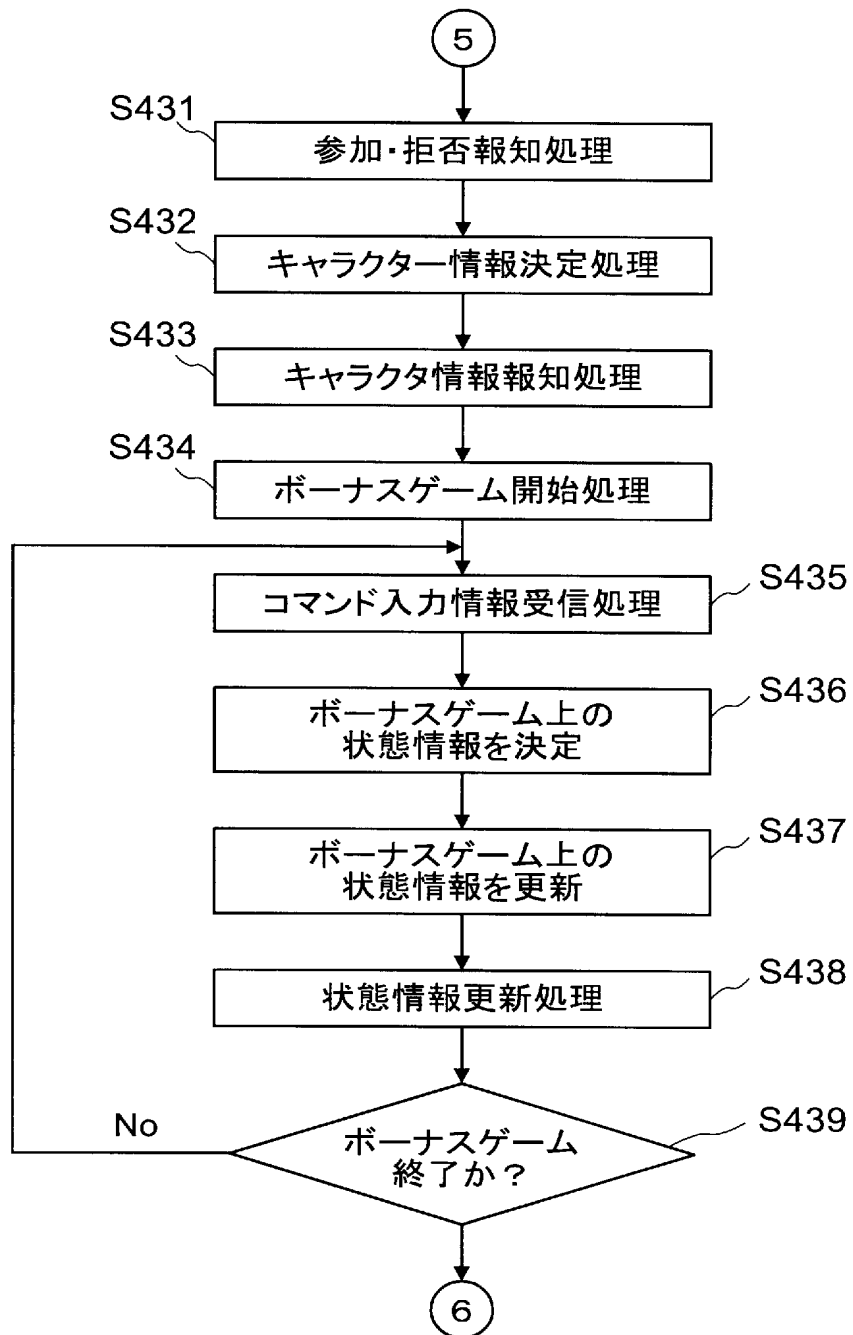 5
S431
参加・拒否報知処理
S432
キャラクター情報決定処理
S433
キャラクタ情報報知処理
S434
ボーナスゲーム開始処理
S435
コマンド入力情報受信処理
S436
ボーナスゲーム上の
状態情報を決定
S437
ボーナスゲーム上の
状態情報を更新
S438
状態情報更新処理
S439
No
ボーナスゲーム
終了か?
6